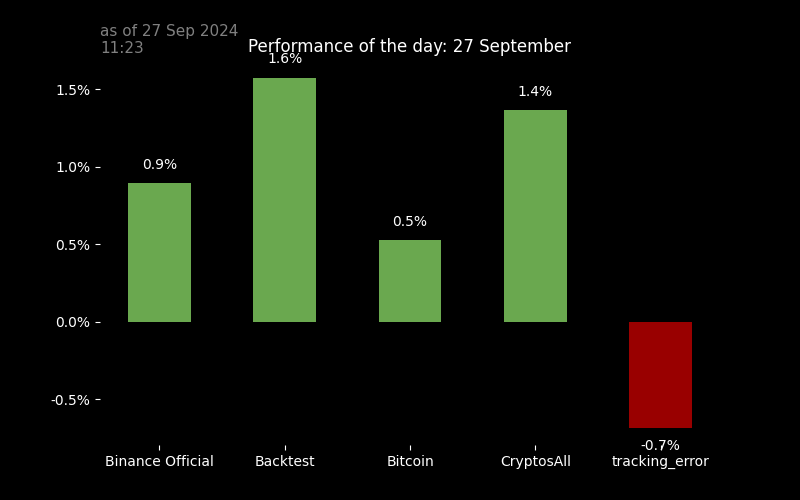 as of 27 Sep 2024
11:23
Performance of the day: 27 September
1.6%
1.5%
1.4%
1.0%
0.9%
0.5%
0.5%
0.0%
-0.5%
-0.7%
Binance Official
Backtest
Bitcoin
CryptosAll
tracking_error